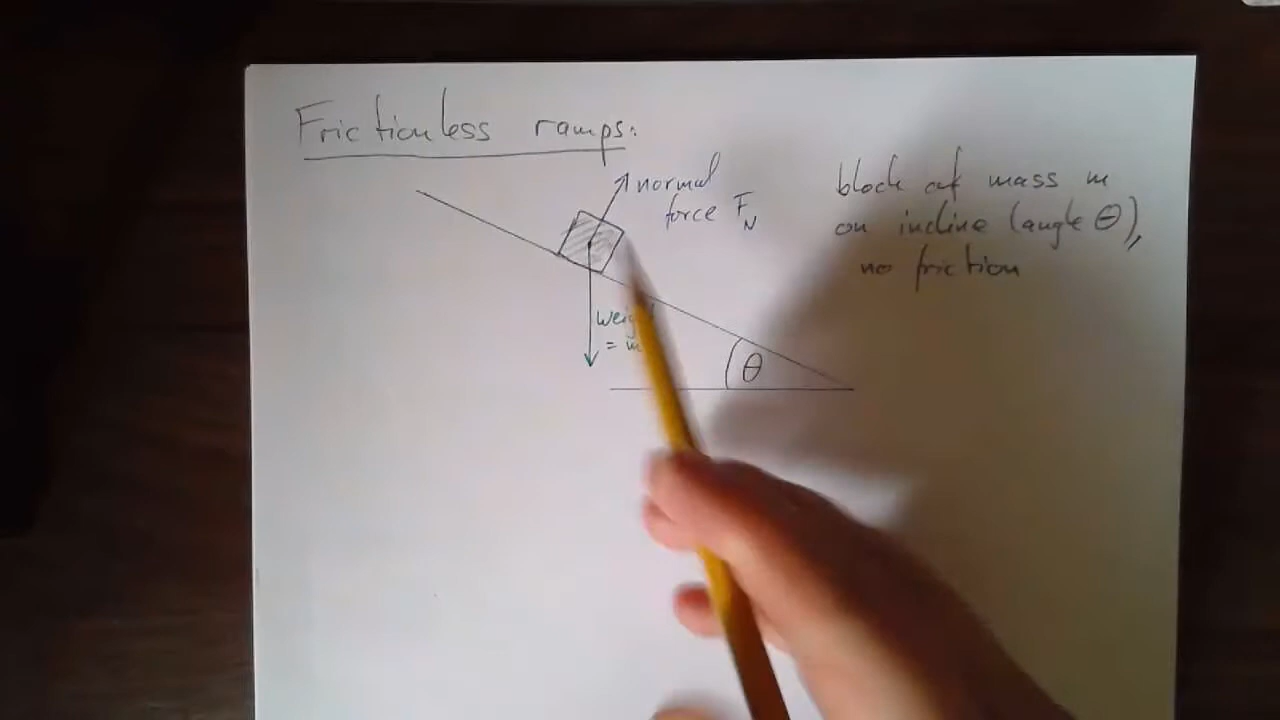 Frictionless ramps:
normal
force F_N
block of mass m
on incline (angle θ),
no friction
=
θ